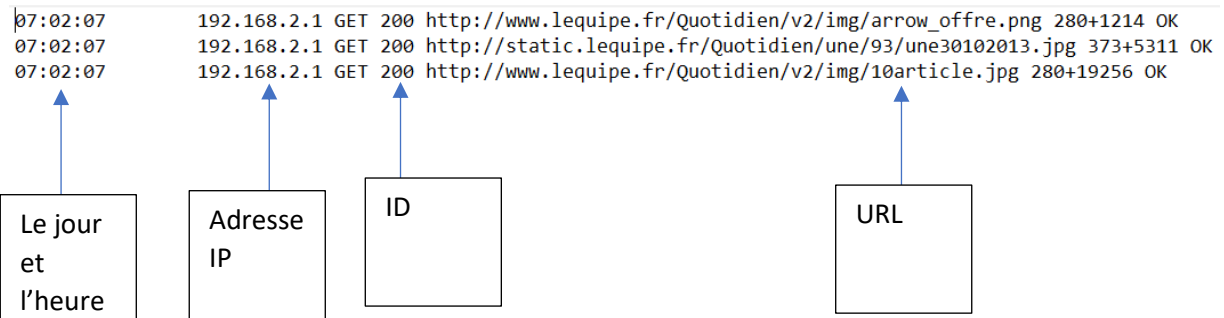 07:02:07 192.168.2.1 GET 200 http://www.lequipe.fr/Quotidien/v2/img/arrow_offre.png 280+1214 OK
07:02:07 192.168.2.1 GET 200 http://static.lequipe.fr/Quotidien/une/93/une30102013.jpg 373+5311 OK
07:02:07 192.168.2.1 GET 200 http://www.lequipe.fr/Quotidien/v2/img/10article.jpg 280+19256 OK
Le jour
et
l’heure
Adresse
IP
ID
URL